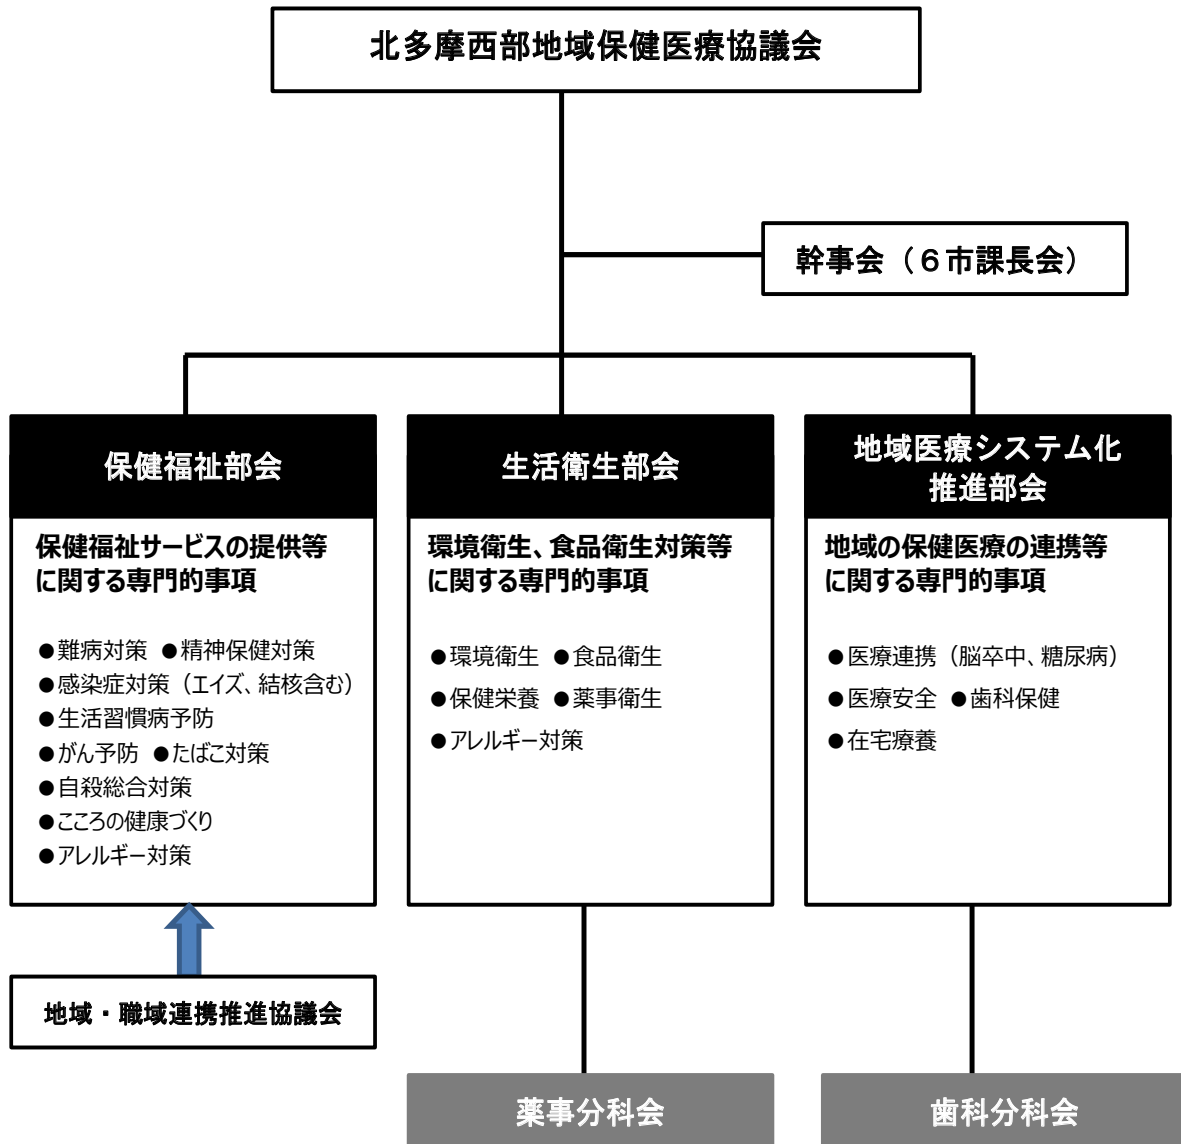 北多摩西部地域保健医療協議会
幹事会（６市課長会）
保健福祉部会
保健福祉サービスの提供等
に関する専門的事項
●難病対策 ●精神保健対策
●感染症対策（エイズ、結核含む）
●生活習慣病予防
●がん予防 ●たばこ対策
●自殺総合対策
●こころの健康づくり
●アレルギー対策
地域・職域連携推進協議会
生活衛生部会
環境衛生、食品衛生対策等
に関する専門的事項
●環境衛生 ●食品衛生
●保健栄養 ●薬事衛生
●アレルギー対策
薬事分科会
地域医療システム化
推進部会
地域の保健医療の連携等
に関する専門的事項
●医療連携（脳卒中、糖尿病）
●医療安全 ●歯科保健
●在宅療養
歯科分科会